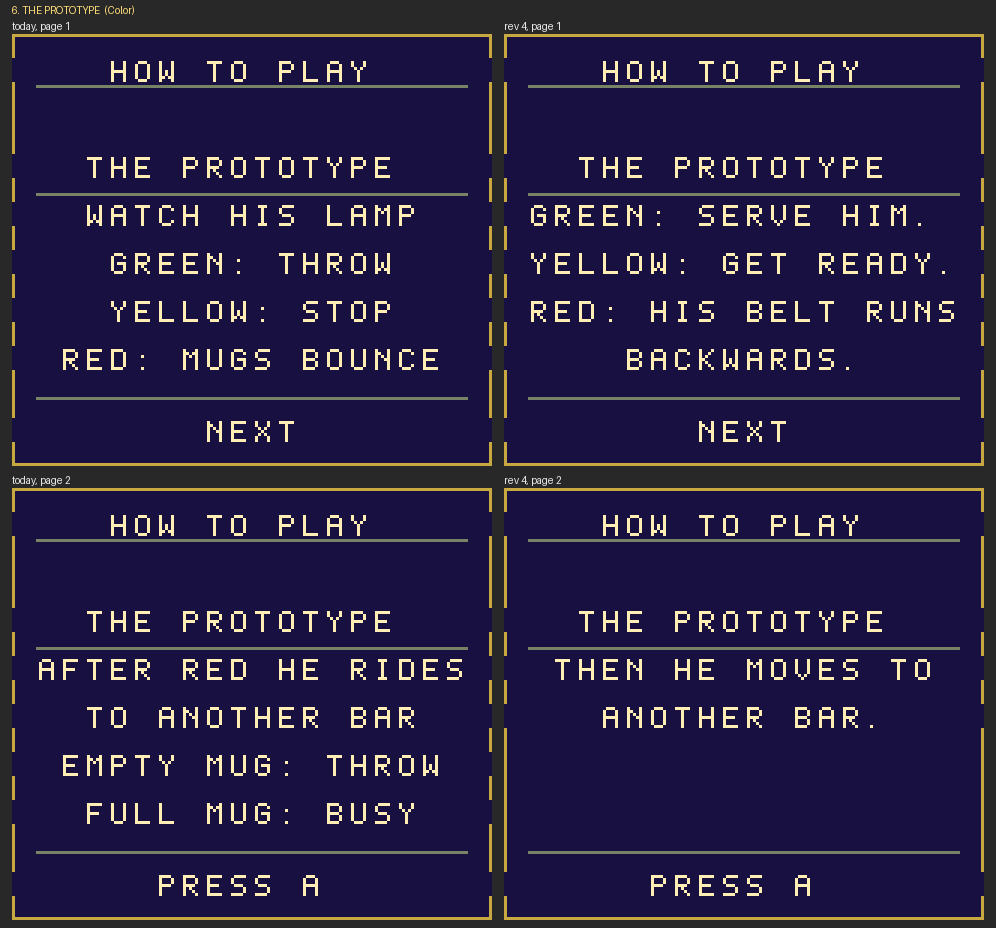 6. THE PROTOTYPE (Color)
today, page 1
HOW TO PLAY
THE PROTOTYPE
WATCH HIS LAMP
GREEN: THROW
YELLOW: STOP
RED: MUGS BOUNCE
NEXT
rev 4, page 1
HOW TO PLAY
THE PROTOTYPE
GREEN: SERVE HIM.
YELLOW: GET READY.
RED: HIS BELT RUNS
BACKWARDS.
NEXT
today, page 2
HOW TO PLAY
THE PROTOTYPE
AFTER RED HE RIDES
TO ANOTHER BAR
EMPTY MUG: THROW
FULL MUG: BUSY
PRESS A
rev 4, page 2
HOW TO PLAY
THE PROTOTYPE
THEN HE MOVES TO
ANOTHER BAR.
PRESS A